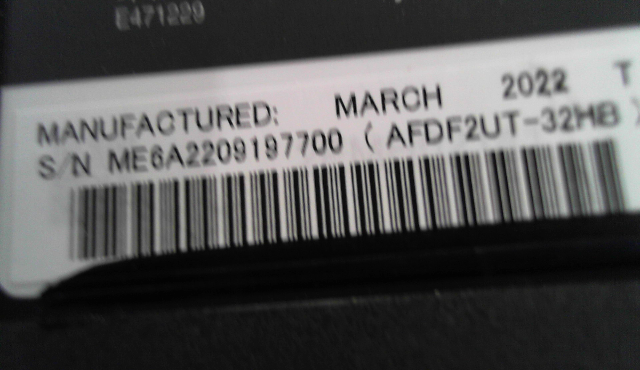 E471229
MANUFACTURED: MARCH 2022 T
S/N ME6A2209197700 ( AFDF2UT-32HB )